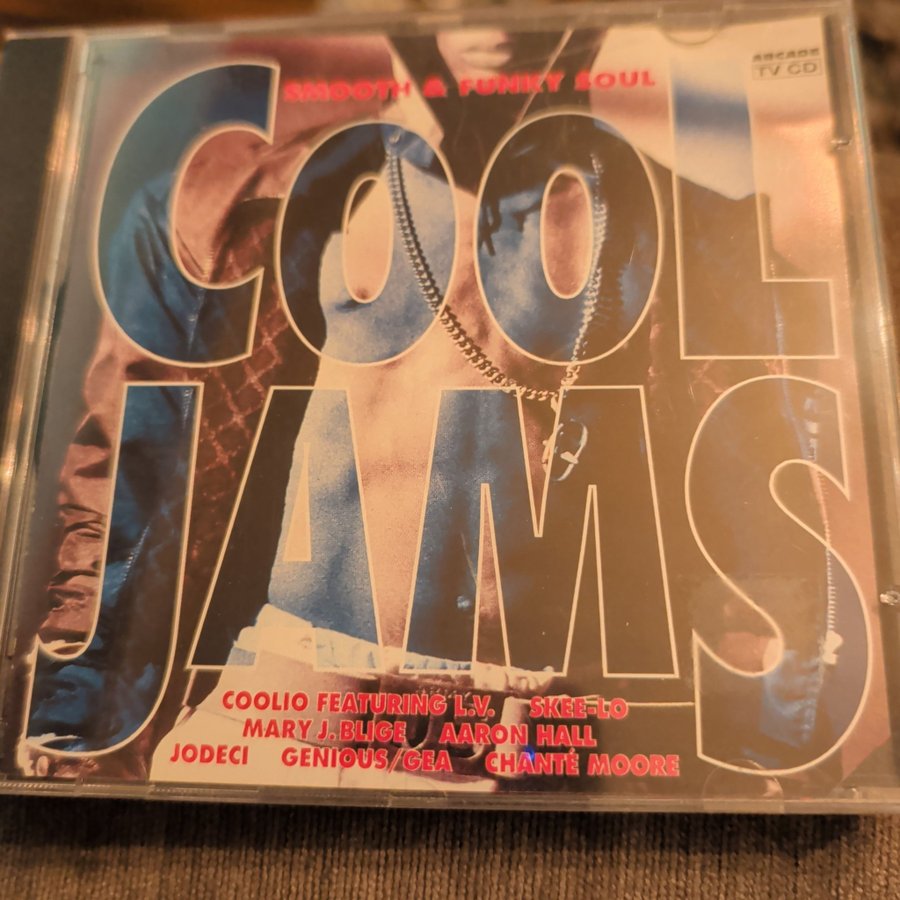 ARCADE
TV CD
SMOOTH & FUNKY SOUL
COOL
JAMS
COOLIO FEATURING L.V. SKEE-LO
MARY J.BLIGE AARON HALL
JODECI GENIOUS/GEA CHANTÉ MOORE